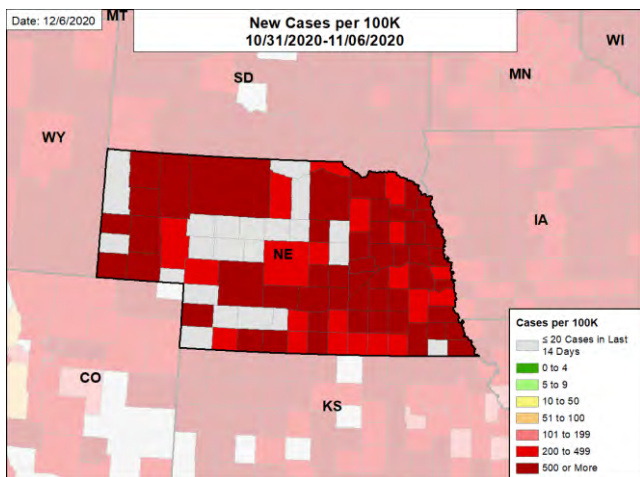 Date: 12/6/2020
New Cases per 100K
10/31/2020-11/06/2020
MT
WI
SD
MN
WY
IA
NE
CO
KS
Cases per 100K
≤ 20 Cases in Last
14 Days
0 to 4
5 to 9
10 to 50
51 to 100
101 to 199
200 to 499
500 or More